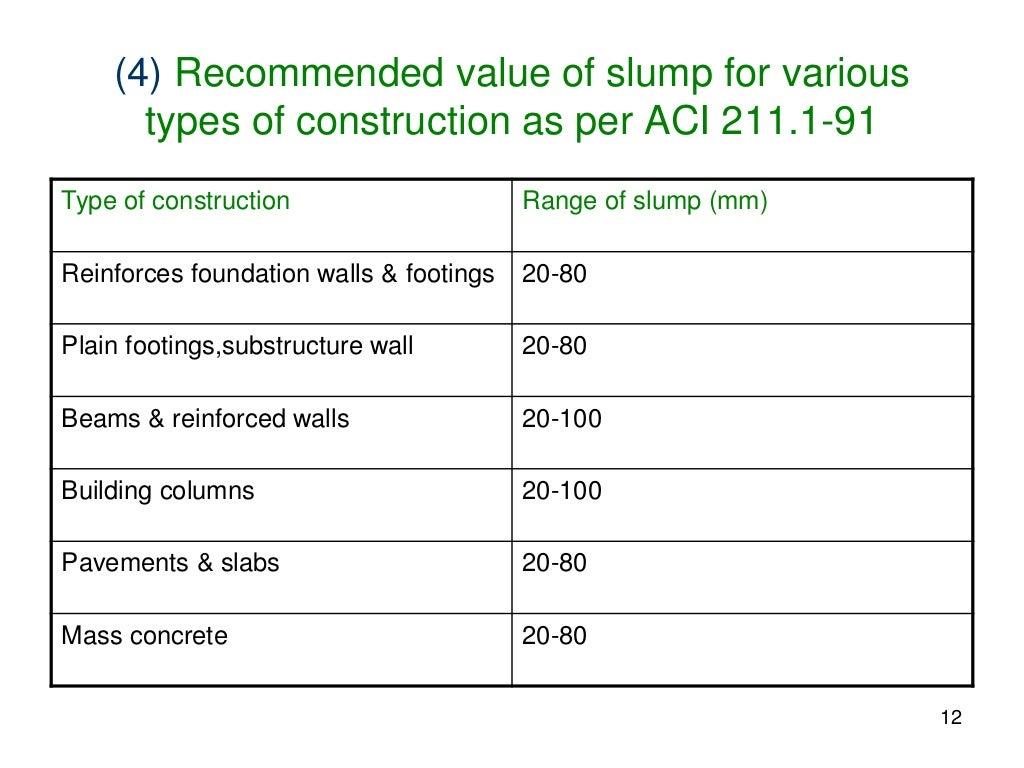 (4) Recommended value of slump for various
types of construction as per ACI 211.1-91
Type of construction Range of slump (mm)
Reinforces foundation walls & footings 20-80
Plain footings,substructure wall 20-80
Beams & reinforced walls 20-100
Building columns 20-100
Pavements & slabs 20-80
Mass concrete 20-80
12